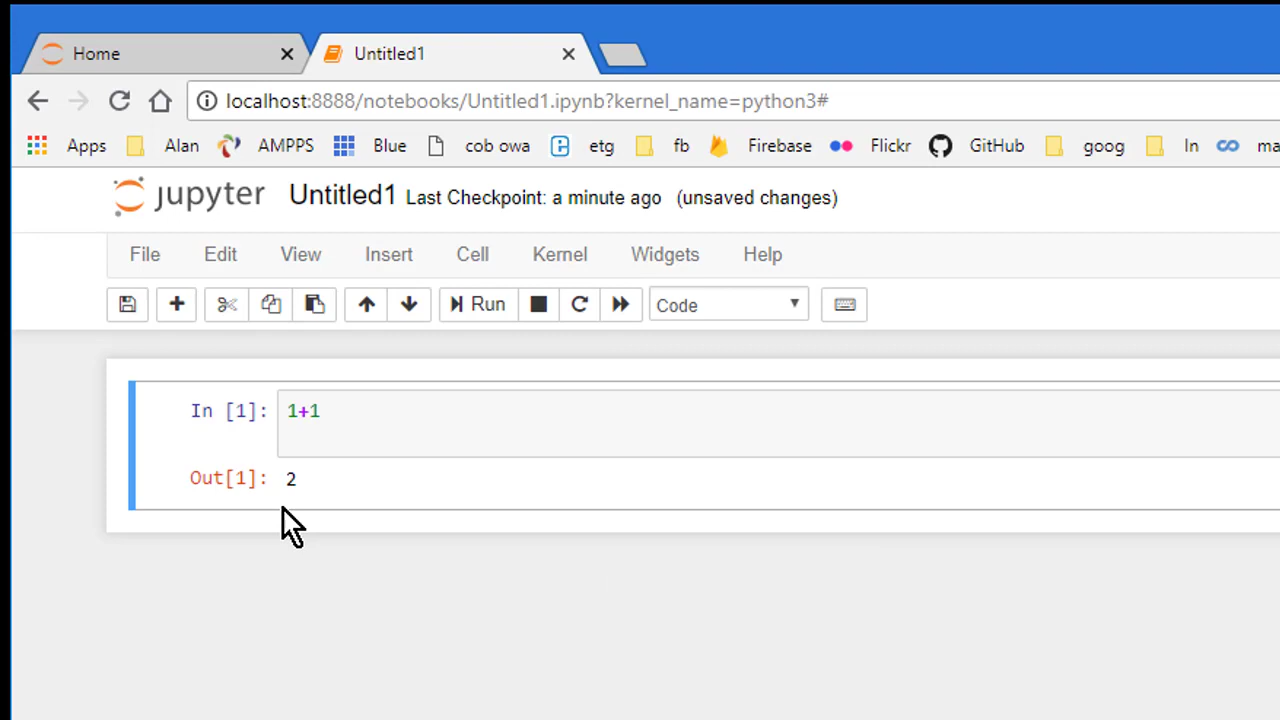 Home Untitled1
localhost:8888/notebooks/Untitled1.ipynb?kernel_name=python3#
Apps Alan AMPPS Blue cob owa etg fb Firebase Flickr GitHub goog In ma
jupyter Untitled1 Last Checkpoint: a minute ago (unsaved changes)
File Edit View Insert Cell Kernel Widgets Help
Run Code
In [1]: 1+1
Out[1]: 2